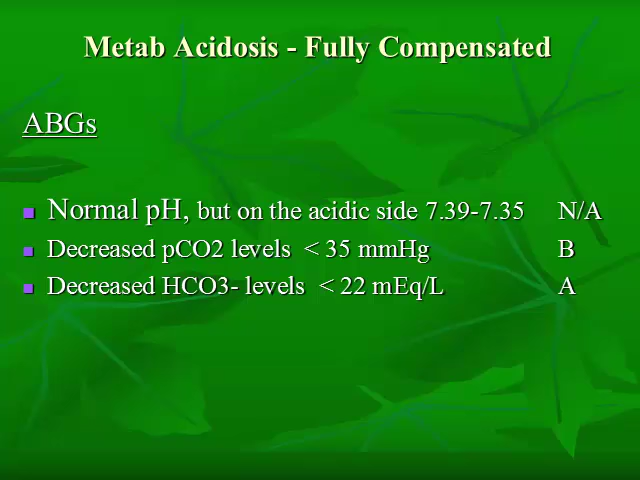 Metab Acidosis - Fully Compensated
ABGs
Normal pH, but on the acidic side 7.39-7.35 N/A
Decreased pCO2 levels < 35 mmHg B
Decreased HCO3- levels < 22 mEq/L A